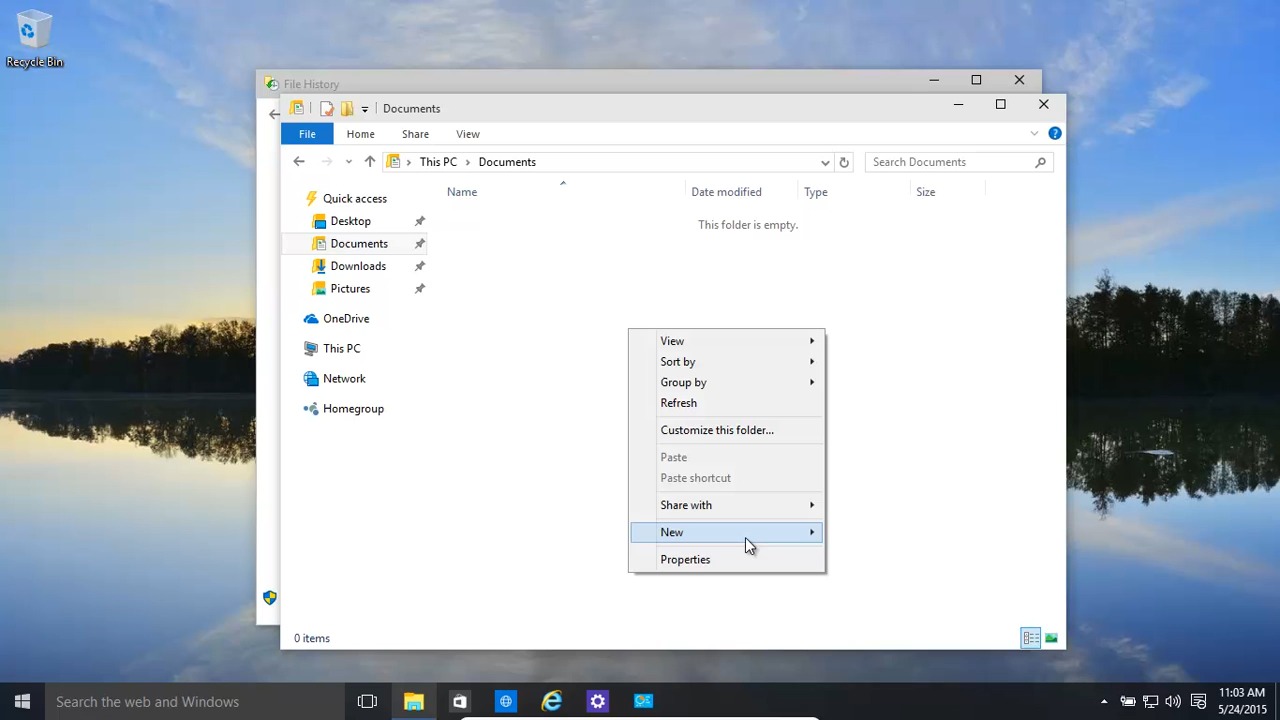 Recycle Bin
File History
Documents
File Home Share View
This PC Documents Search Documents
Name Date modified Type Size
This folder is empty.
Quick access
Desktop
Documents
Downloads
Pictures
OneDrive
This PC
Network
Homegroup
View
Sort by
Group by
Refresh
Customize this folder...
Paste
Paste shortcut
Share with
New
Properties
0 items
Search the web and Windows
11:03 AM
5/24/2015